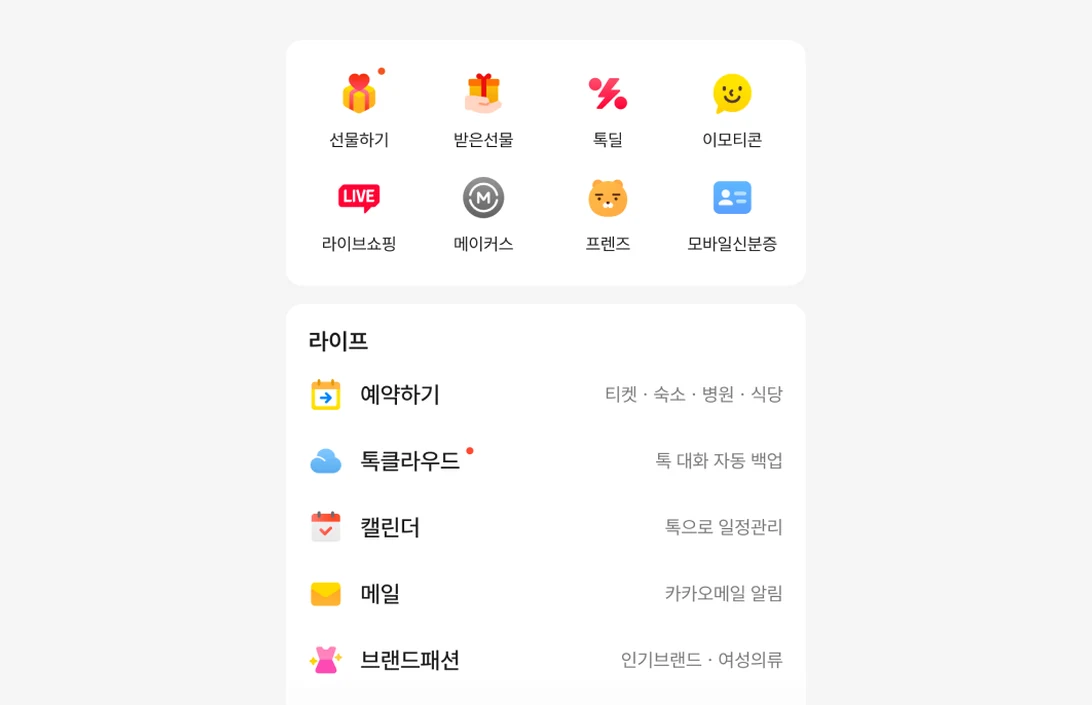 선물하기 받은선물 톡딜 이모티콘
LIVE M
라이브쇼핑 메이커스 프렌즈 모바일신분증
라이프
예약하기 티켓 · 숙소 · 병원 · 식당
톡클라우드 톡 대화 자동 백업
캘린더 톡으로 일정관리
메일 카카오메일 알림
브랜드패션 인기브랜드 · 여성의류